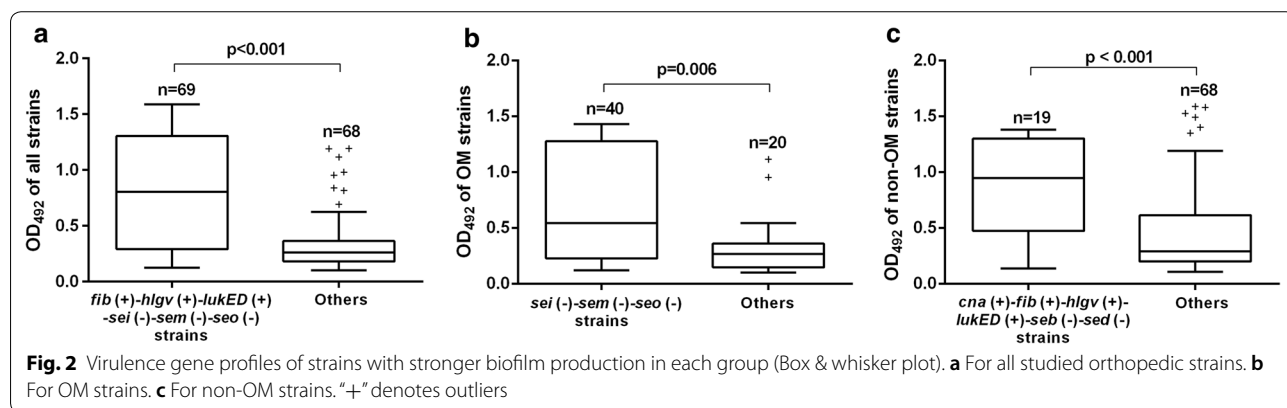 a
p<0.001
2.0
n=69
1.5
n=68
1.0
0.5
0.0
OD492 of all strains
fib (+)-hlgv (+)-lukED (+)
-sei (-)-sem (-)-seo (-)
strains
Others
b
p=0.006
2.0
n=40
1.5
n=20
1.0
0.5
0.0
OD492 of OM strains
sei (-)-sem (-)-seo (-)
strains
Others
c
p < 0.001
2.0
n=68
n=19
1.5
1.0
0.5
0.0
OD492 of non-OM strains
cna (+)-fib (+)-hlgv (+)-
lukED (+)-seb (-)-sed (-)
strains
Others
Fig. 2 Virulence gene profiles of strains with stronger biofilm production in each group (Box & whisker plot). a For all studied orthopedic strains. b
For OM strains. c For non-OM strains. “+” denotes outliers